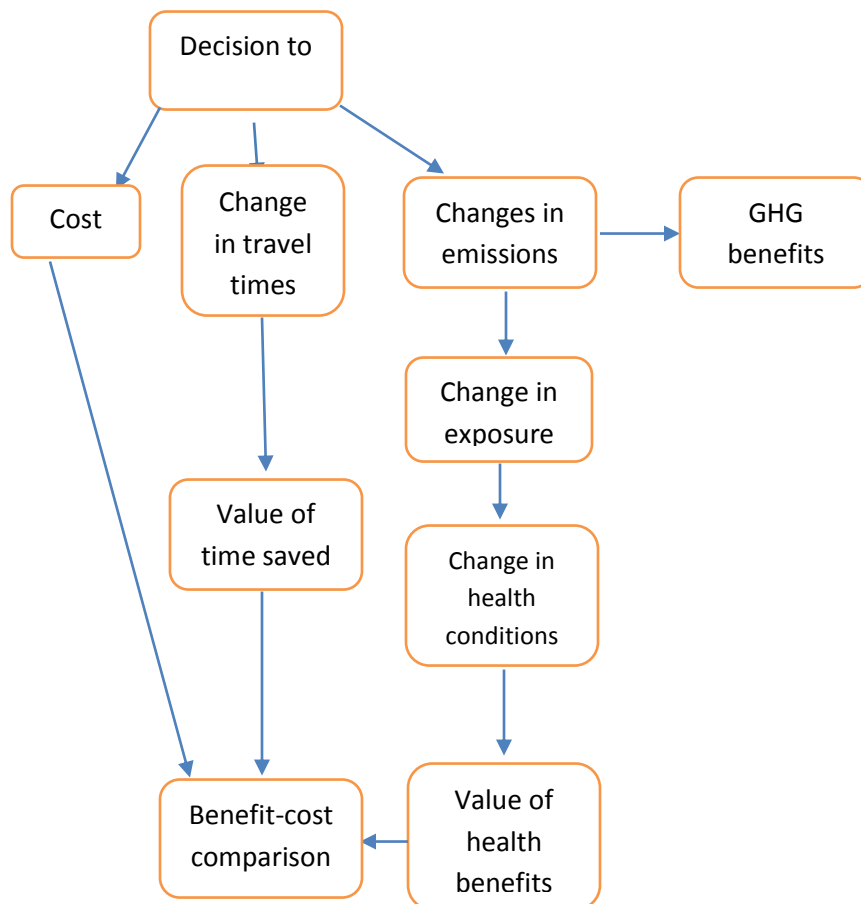 Decision to
Cost
Change
in travel
times
Changes in
emissions
GHG
benefits
Change in
exposure
Value of
time saved
Change in
health
conditions
Benefit-cost
comparison
Value of
health
benefits